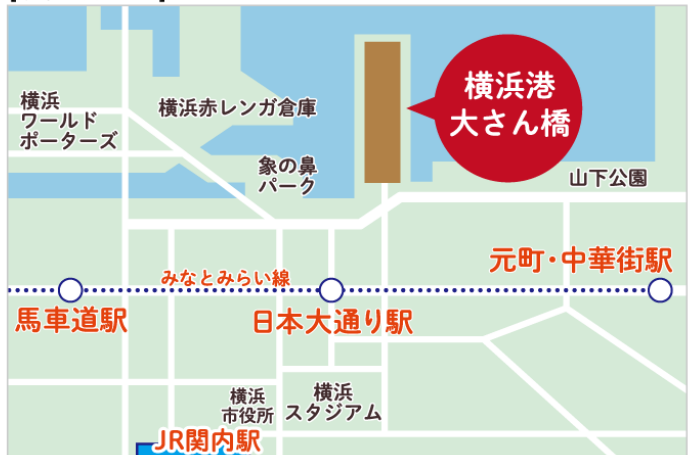 横浜港
大さん橋
横浜
ワールド
ポーターズ
横浜赤レンガ倉庫
象の鼻
パーク
山下公園
元町・中華街駅
みなとみらい線
馬車道駅
日本大通り駅
横浜
市役所
横浜
スタジアム
JR関内駅